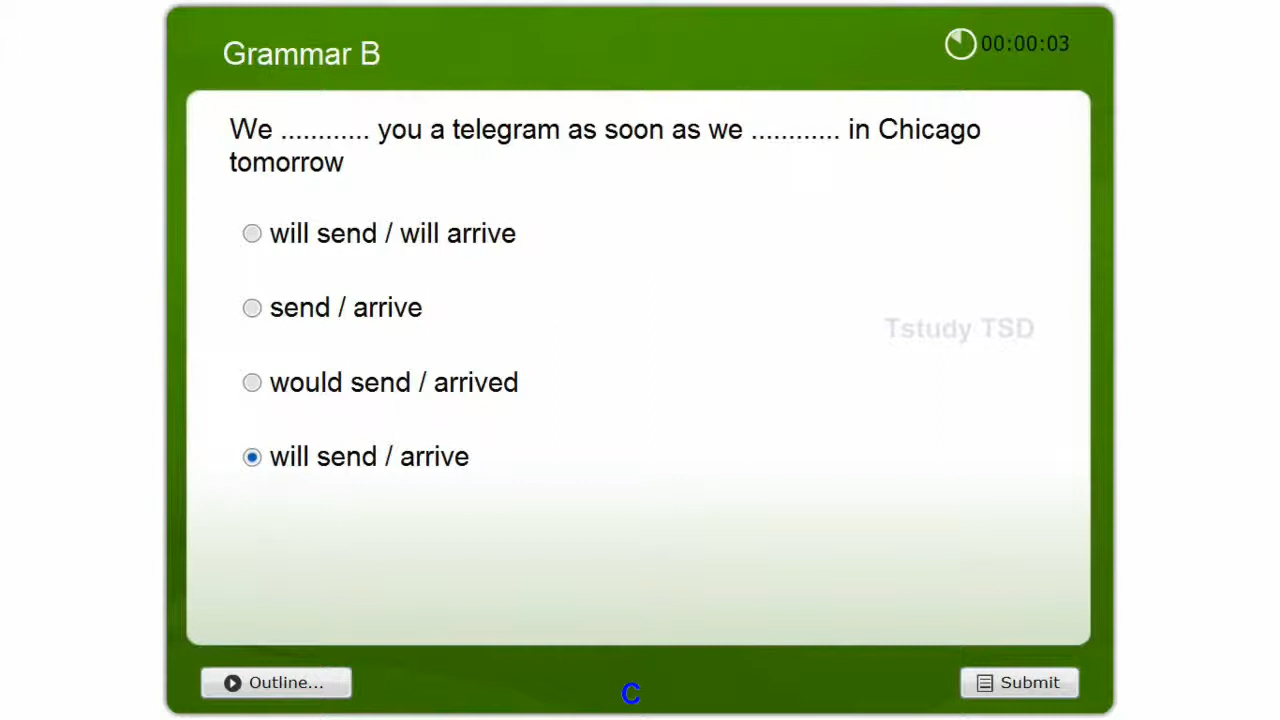 Grammar B
00:00:03
We ............ you a telegram as soon as we ............ in Chicago
tomorrow
will send / will arrive
send / arrive
Tstudy TSD
would send / arrived
will send / arrive
Outline...
C
Submit